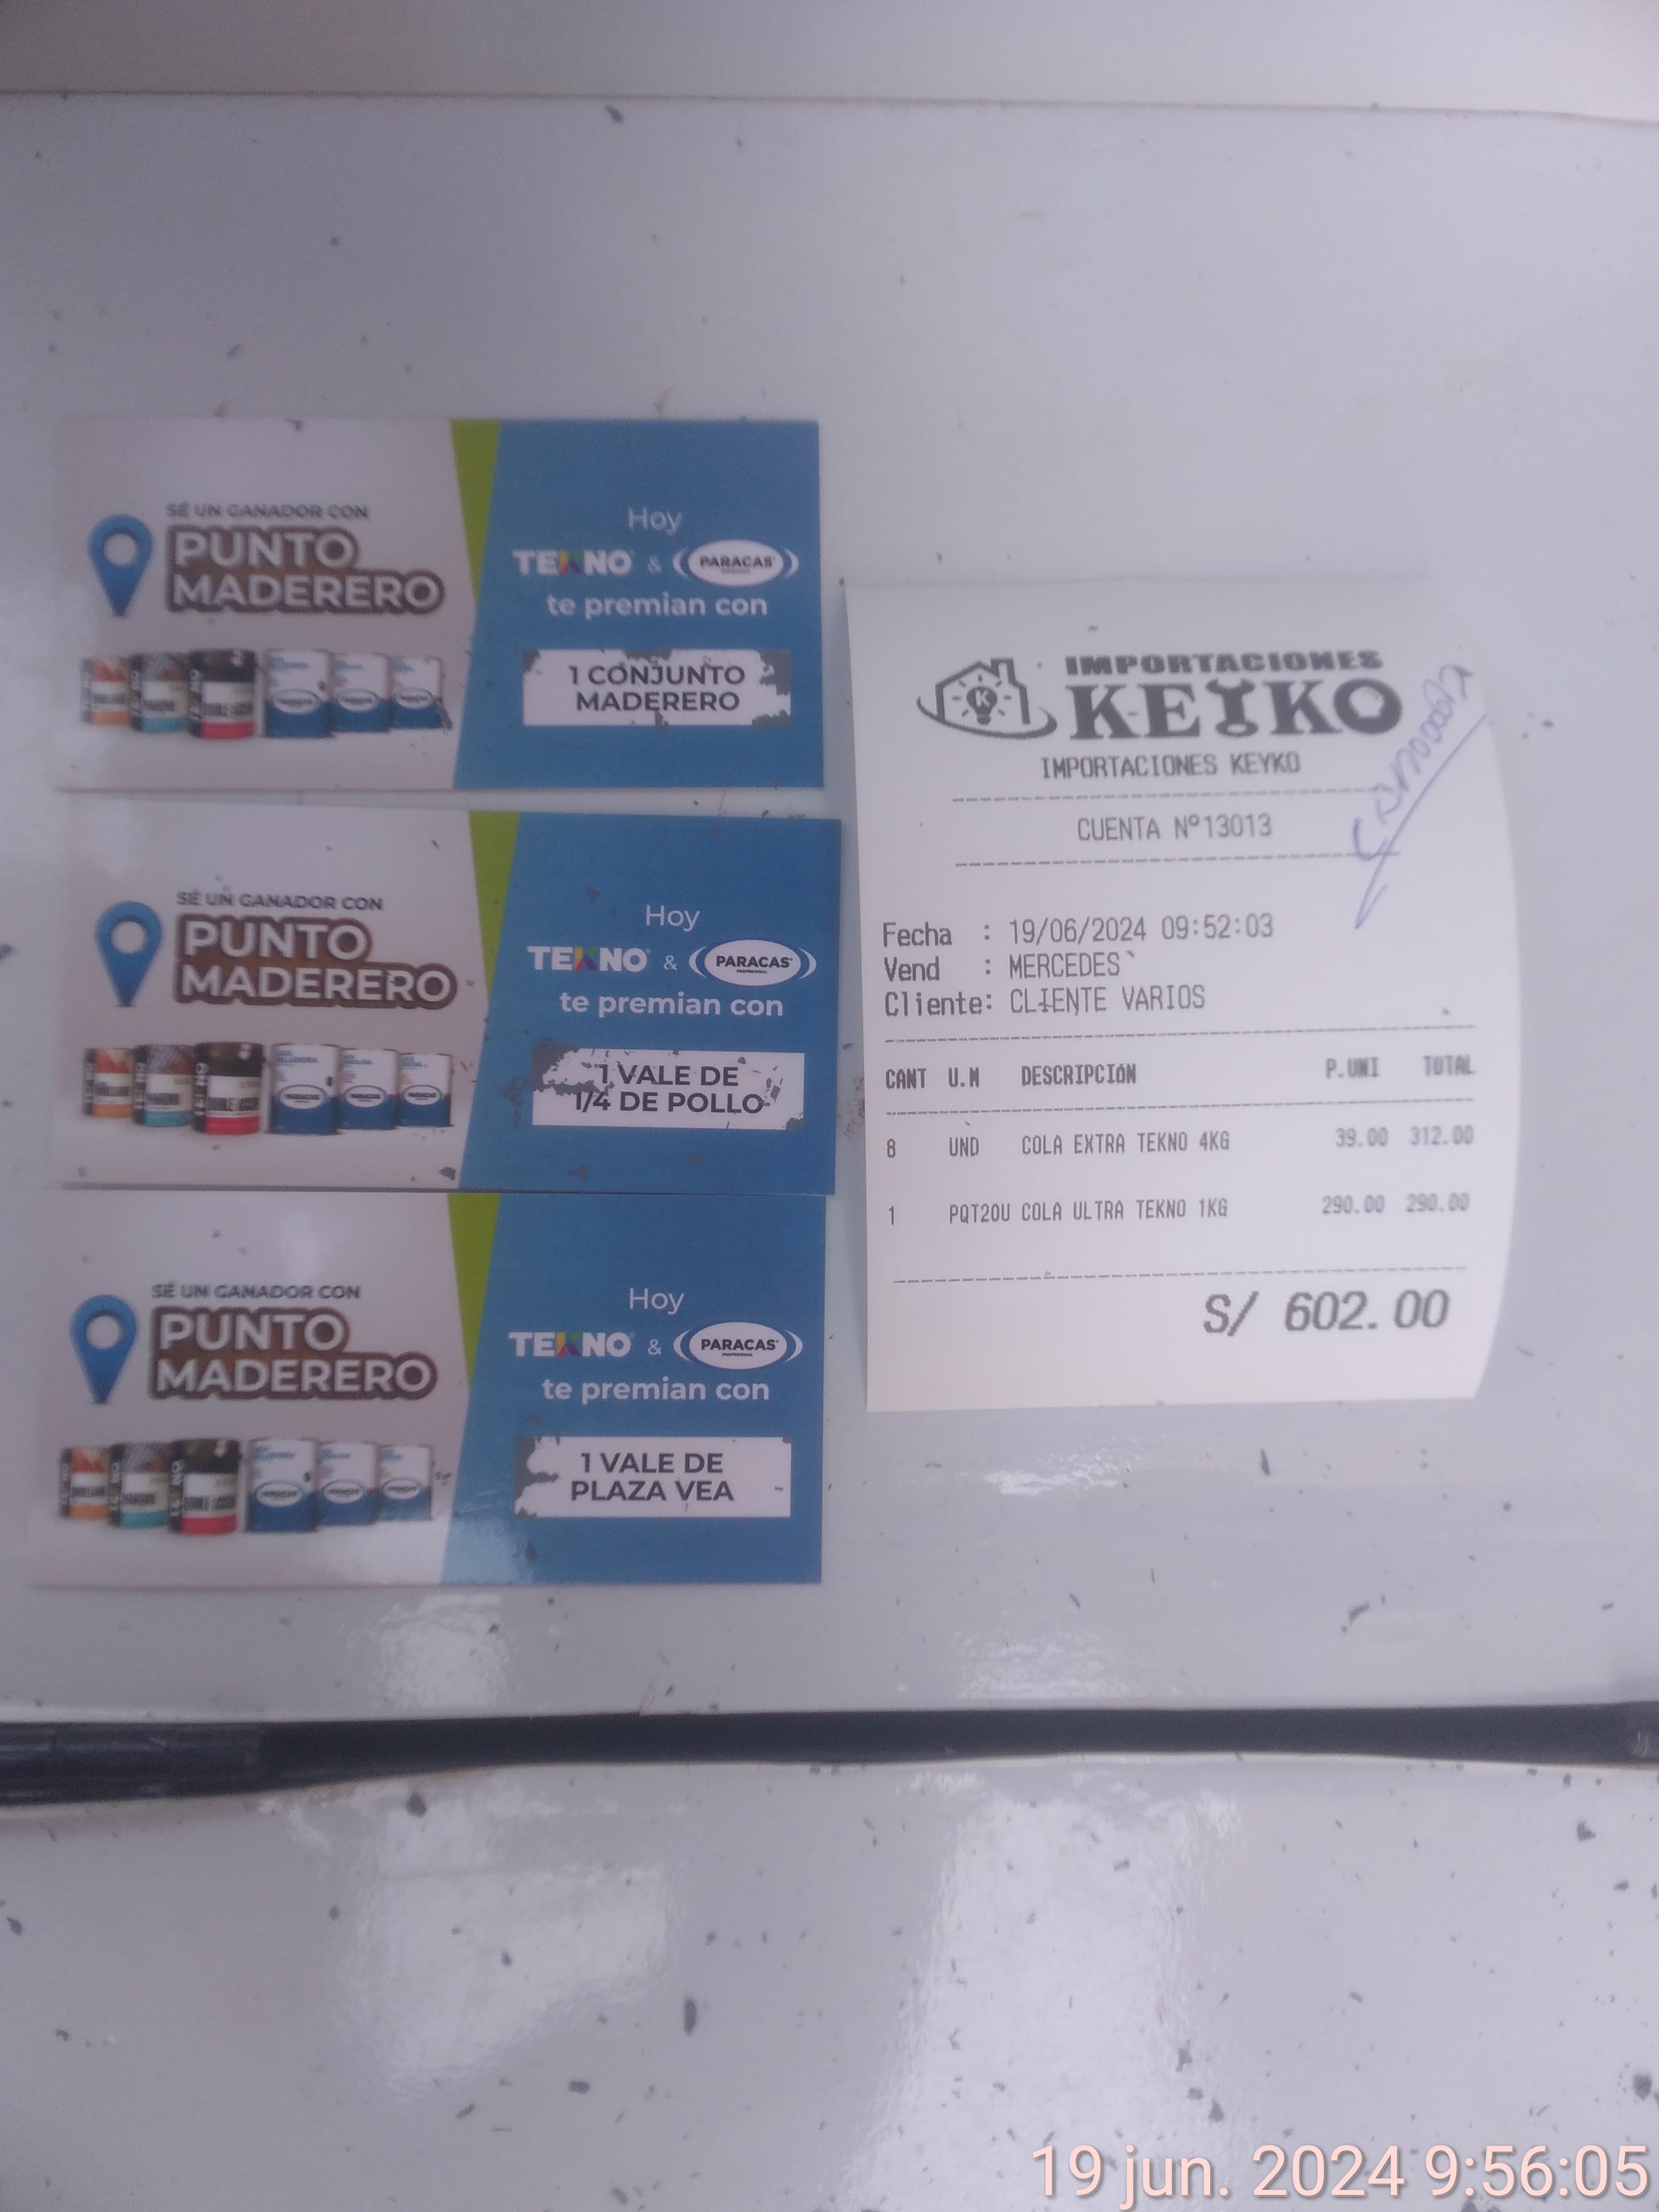 SÉ UN GANADOR CON
PUNTO
MADERERO
Hoy
TEKNO & PARACAS
te premian con
1 CONJUNTO
MADERERO
SÉ UN GANADOR CON
PUNTO
MADERERO
Hoy
TEKNO & PARACAS
PROFESIONAL
te premian con
1 VALE DE
1/4 DE POLLO
SÉ UN GANADOR CON
PUNTO
MADERERO
Hoy
TEKNO & PARACAS
PROFESIONAL
te premian con
1 VALE DE
PLAZA VEA
IMPORTACIONES
KEYKO
IMPORTACIONES KEYKO
CUENTA Nº13013
Fecha : 19/06/2024 09:52:03
Vend : MERCEDES
Cliente: CLIENTE VARIOS
CANT U.M DESCRIPCIÓN P.UNI TOTAL
8 UND COLA EXTRA TEKNO 4KG 39.00 312.00
1 PQT20U COLA ULTRA TEKNO 1KG 290.00 290.00
S/ 602.00
19 jun. 2024 9:56:05